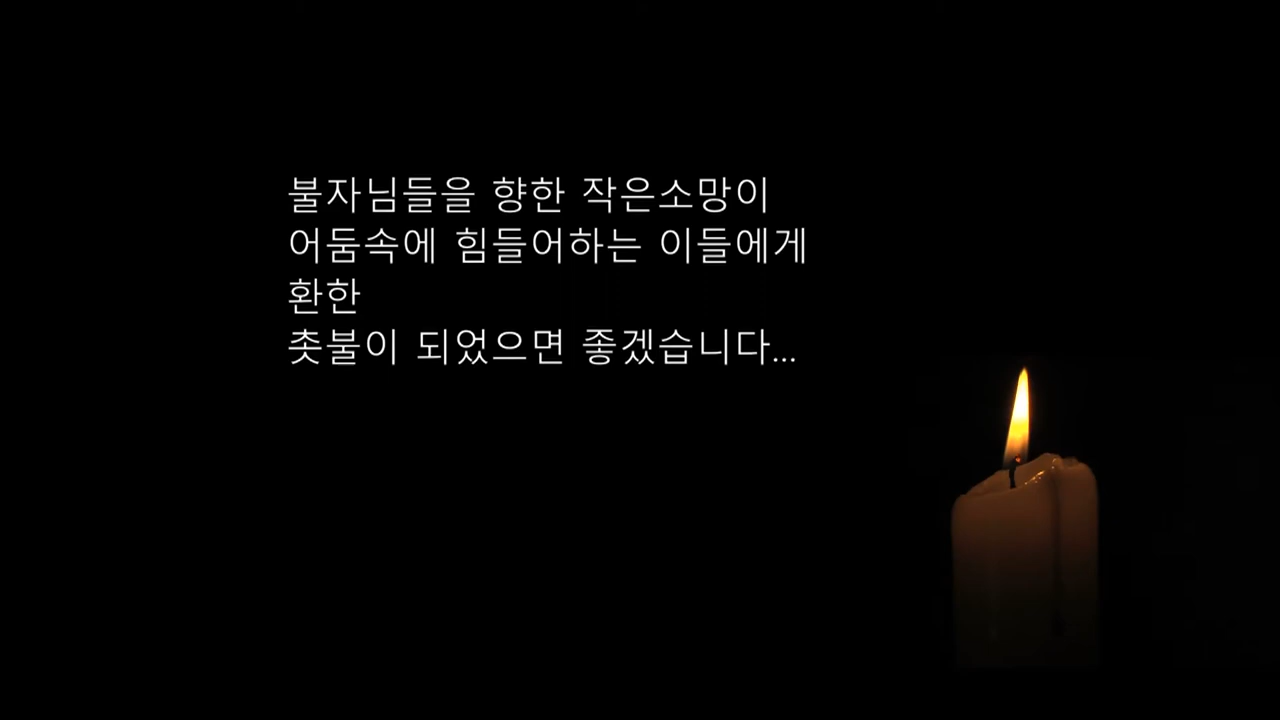 불자님들을 향한 작은소망이
어둠속에 힘들어하는 이들에게
환한
촛불이 되었으면 좋겠습니다...